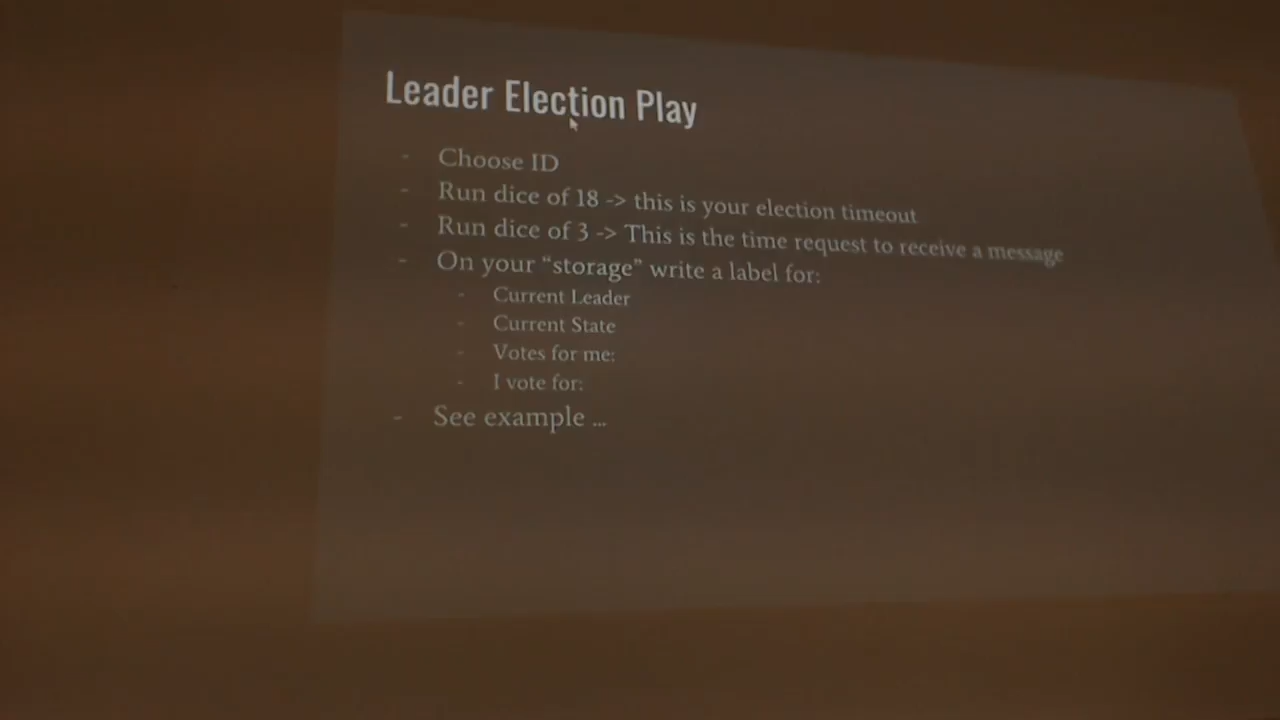 Leader Election Play
- Choose ID
- Run dice of 18 -> this is your election timeout
- Run dice of 3 -> This is the time request to receive a message
- On your “storage” write a label for:
- Current Leader
- Current State
- Votes for me:
- I vote for:
- See example ...